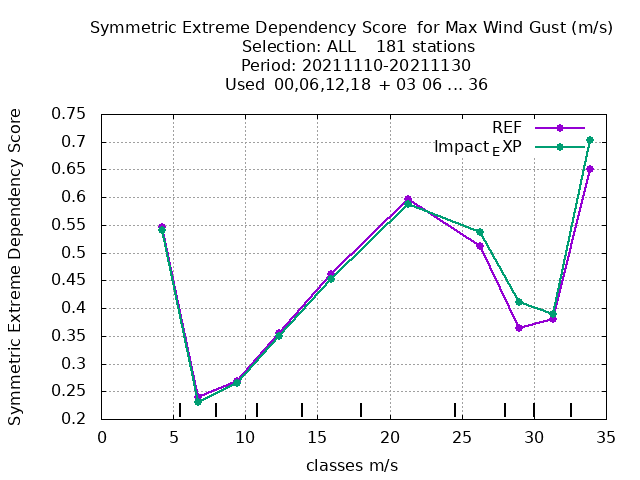 Symmetric Extreme Dependency Score for Max Wind Gust (m/s)
Selection: ALL 181 stations
Period: 20211110-20211130
Used 00,06,12,18 + 03 06 ... 36
Symmetric Extreme Dependency Score
0.75
0.7
0.65
0.6
0.55
0.5
0.45
0.4
0.35
0.3
0.25
0.2
REF
Impact_EXP
0 5 10 15 20 25 30 35
classes m/s